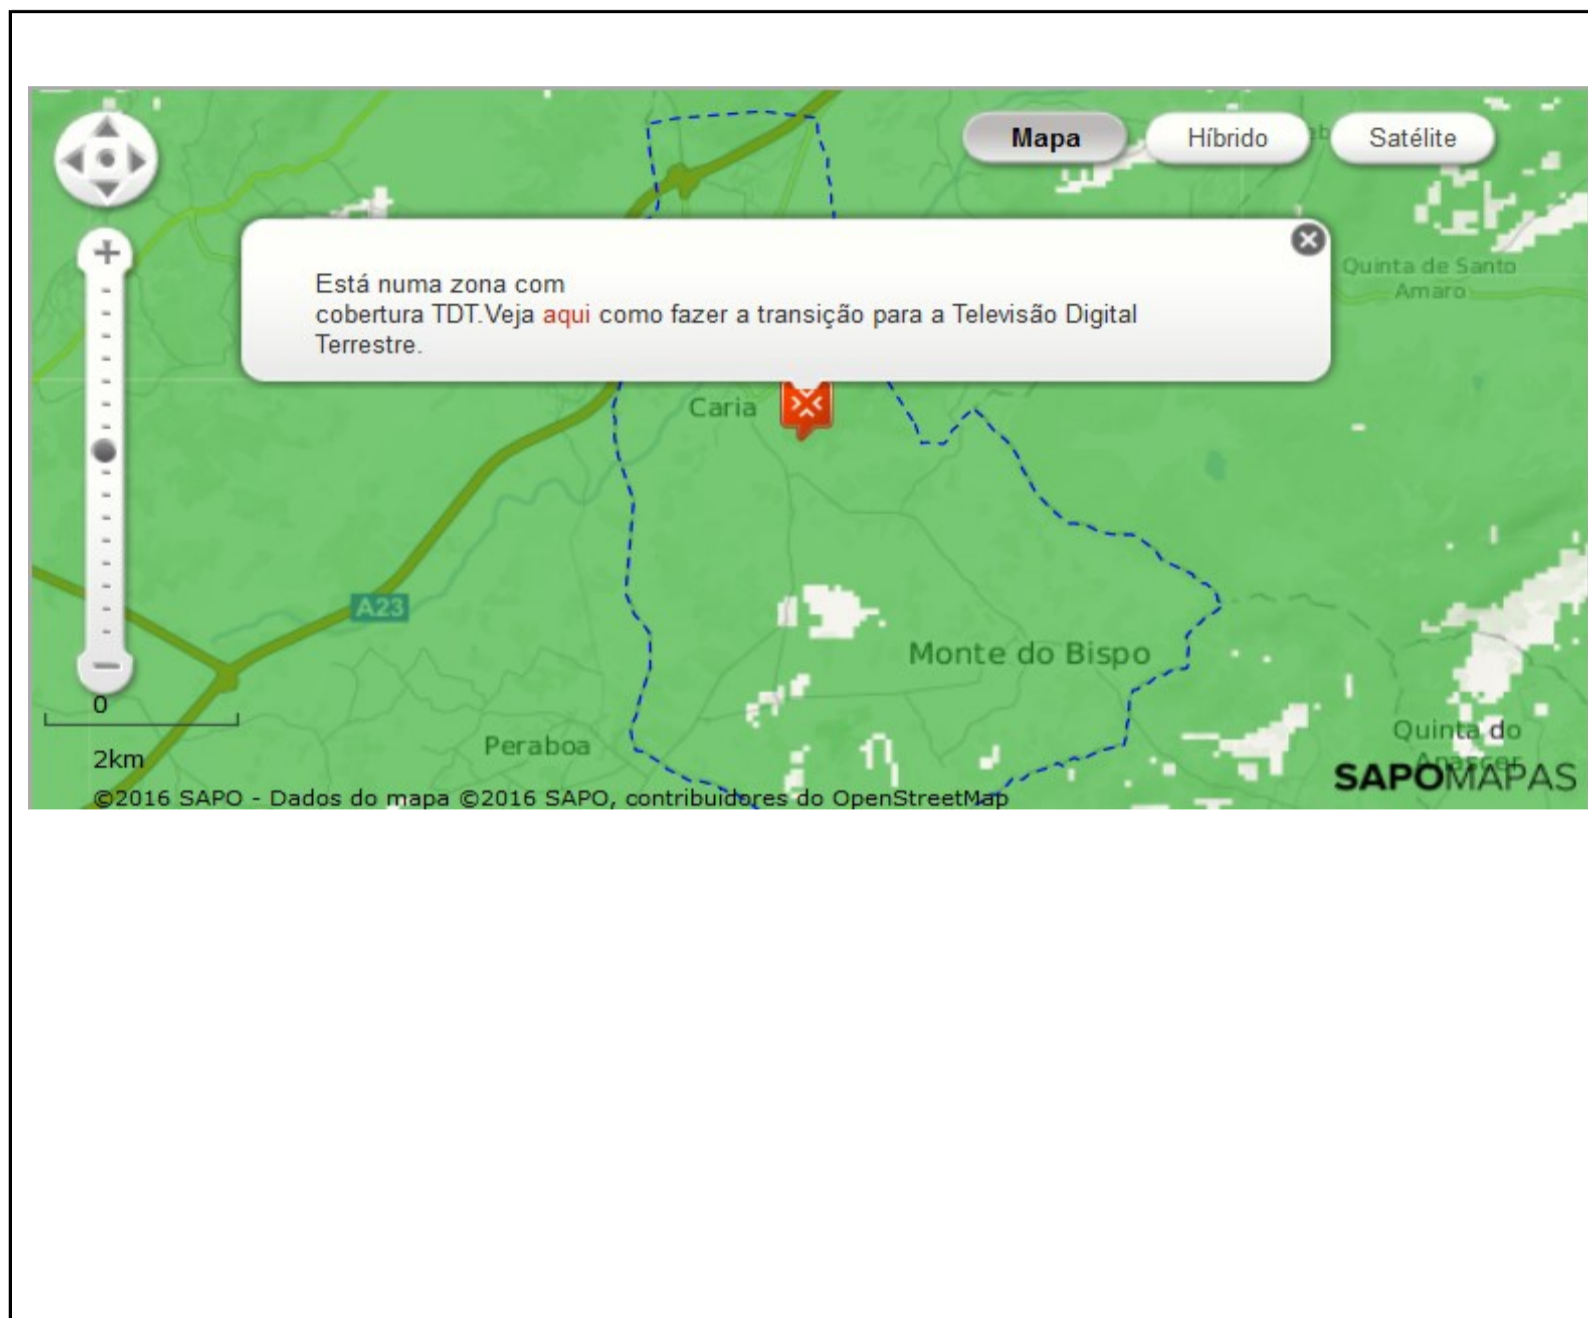 Mapa
Híbrido
Satélite
Está numa zona com
cobertura TDT.Veja aqui como fazer a transição para a Televisão Digital
Terrestre.
Quinta de Santo
Amaro
Caria
A23
Monte do Bispo
Peraboa
Quinta do
Anascer
0
2km
©2016 SAPO - Dados do mapa ©2016 SAPO, contribuidores do OpenStreetMap
SAPOMAPAS